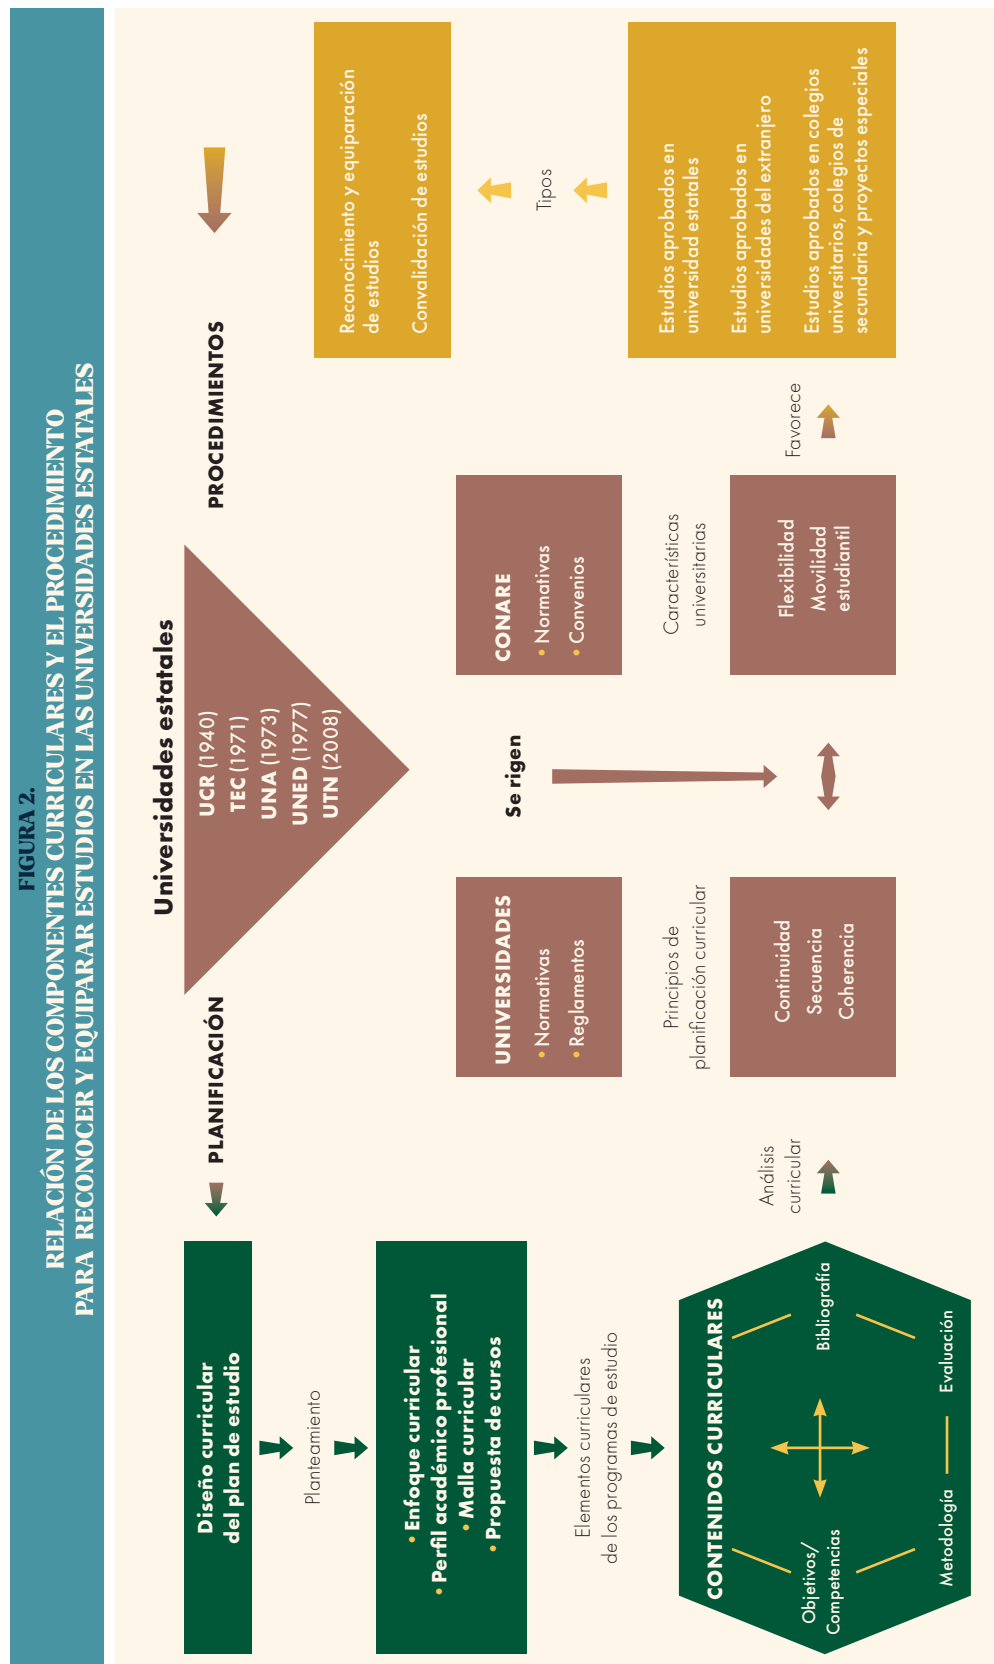 FIGURA 2.
RELACIÓN DE LOS COMPONENTES CURRICULARES Y EL PROCEDIMIENTO
PARA RECONOCER Y EQUIPARAR ESTUDIOS EN LAS UNIVERSIDADES ESTATALES
Universidades estatales
UCR (1940)
TEC (1971)
UNA (1973)
UNED (1977)
UTN (2008)
PLANIFICACIÓN
PROCEDIMIENTOS
Diseño curricular
del plan de estudio
Planteamiento
• Enfoque curricular
• Perfil académico profesional
• Malla curricular
• Propuesta de cursos
Elementos curriculares
de los programas de estudio
CONTENIDOS CURRICULARES
Objetivos/
Competencias
Bibliografía
Metodología
Evaluación
Análisis
curricular
UNIVERSIDADES
• Normativas
• Reglamentos
Principios de
planificación curricular
Continuidad
Secuencia
Coherencia
Se rigen
CONARE
• Normativas
• Convenios
Características
universitarias
Flexibilidad
Movilidad
estudiantil
Favorece
Reconocimiento y equiparación
de estudios
Convalidación de estudios
Tipos
Estudios aprobados en
universidad estatales
Estudios aprobados en
universidades del extranjero
Estudios aprobados en colegios
universitarios, colegios de
secundaria y proyectos especiales